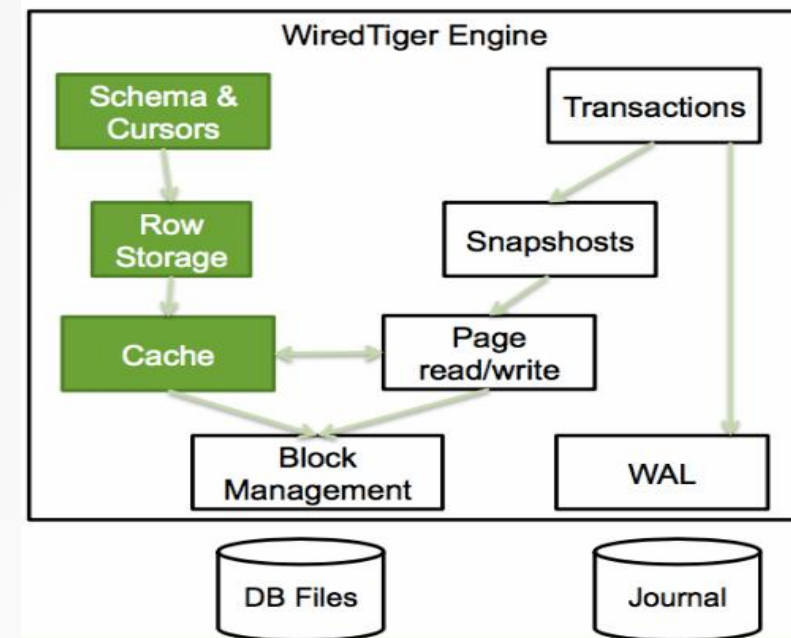 WiredTiger Engine
Schema &
Cursors
Transactions
Row
Storage
Snapshosts
Cache
Page
read/write
Block
Management
WAL
DB Files
Journal